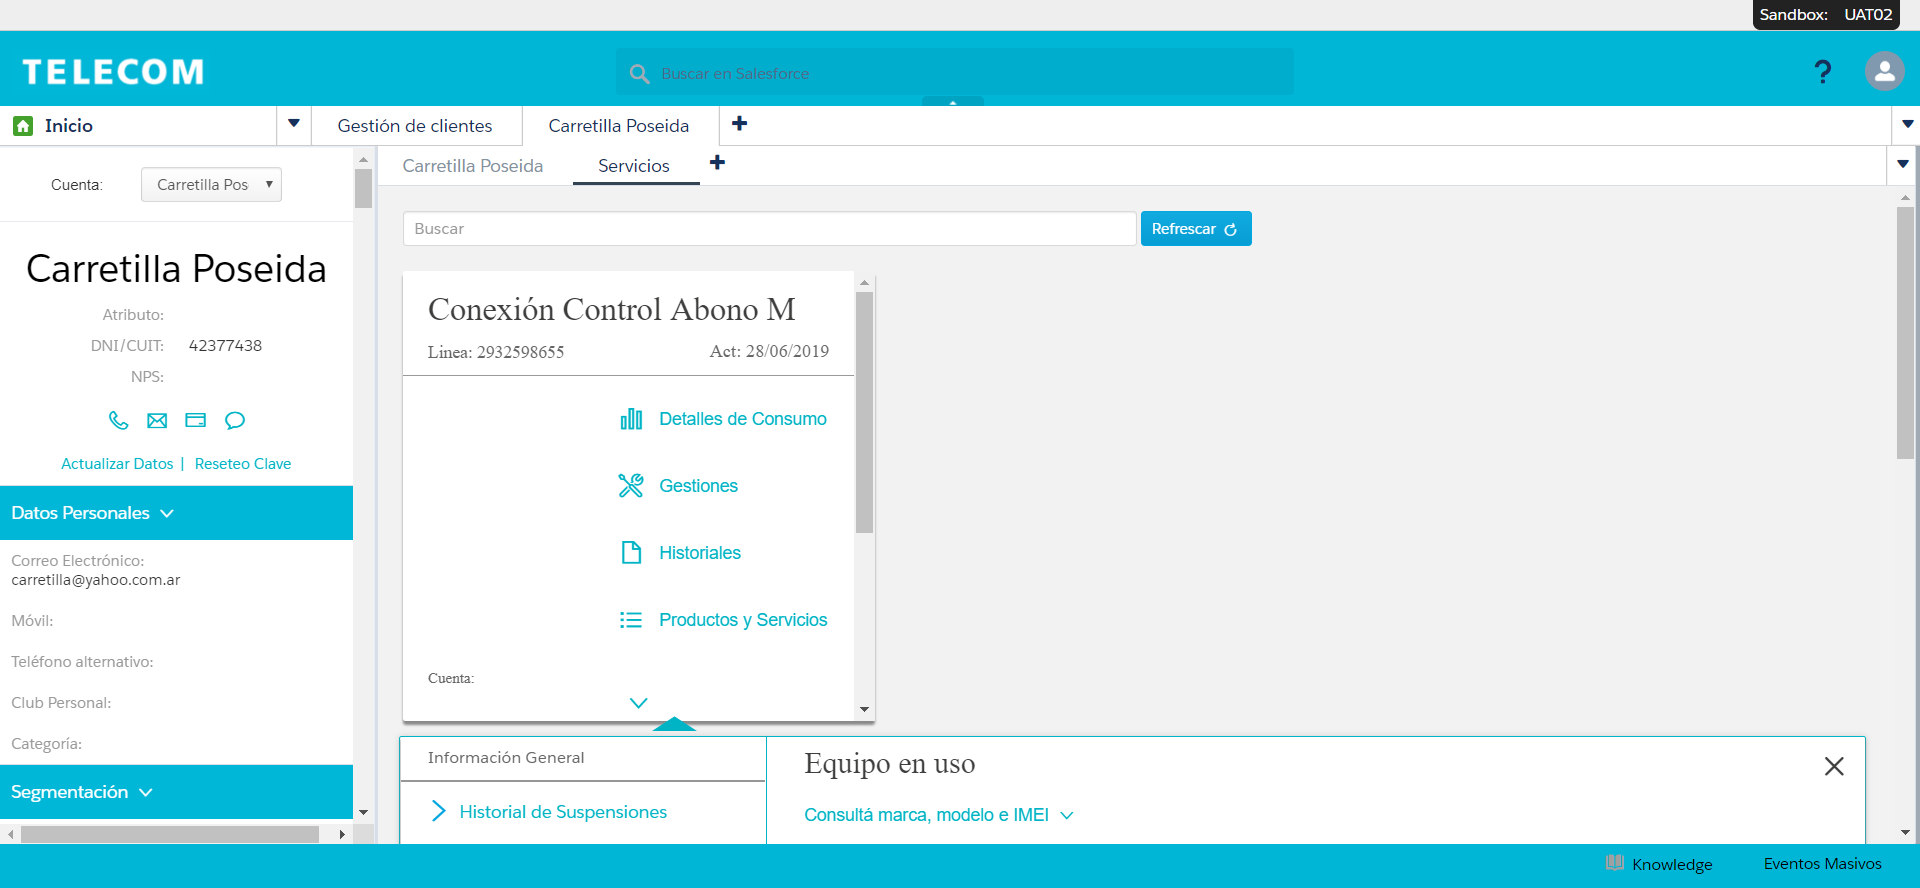 Sandbox: UAT02
TELECOM
Buscar en Salesforce
?
Inicio
Gestión de clientes
Carretilla Poseida
Carretilla Poseida
Servicios
Cuenta:
Carretilla Pos
Buscar
Refrescar
Carretilla Poseida
Atributo:
DNI/CUIT: 42377438
NPS:
Actualizar Datos | Reseteo Clave
Datos Personales
Correo Electrónico:
carretilla@yahoo.com.ar
Móvil:
Teléfono alternativo:
Club Personal:
Categoría:
Segmentación
Conexión Control Abono M
Linea: 2932598655
Act: 28/06/2019
Detalles de Consumo
Gestiones
Historiales
Productos y Servicios
Cuenta:
Información General
Historial de Suspensiones
Equipo en uso
Consultá marca, modelo e IMEI
Knowledge
Eventos Masivos